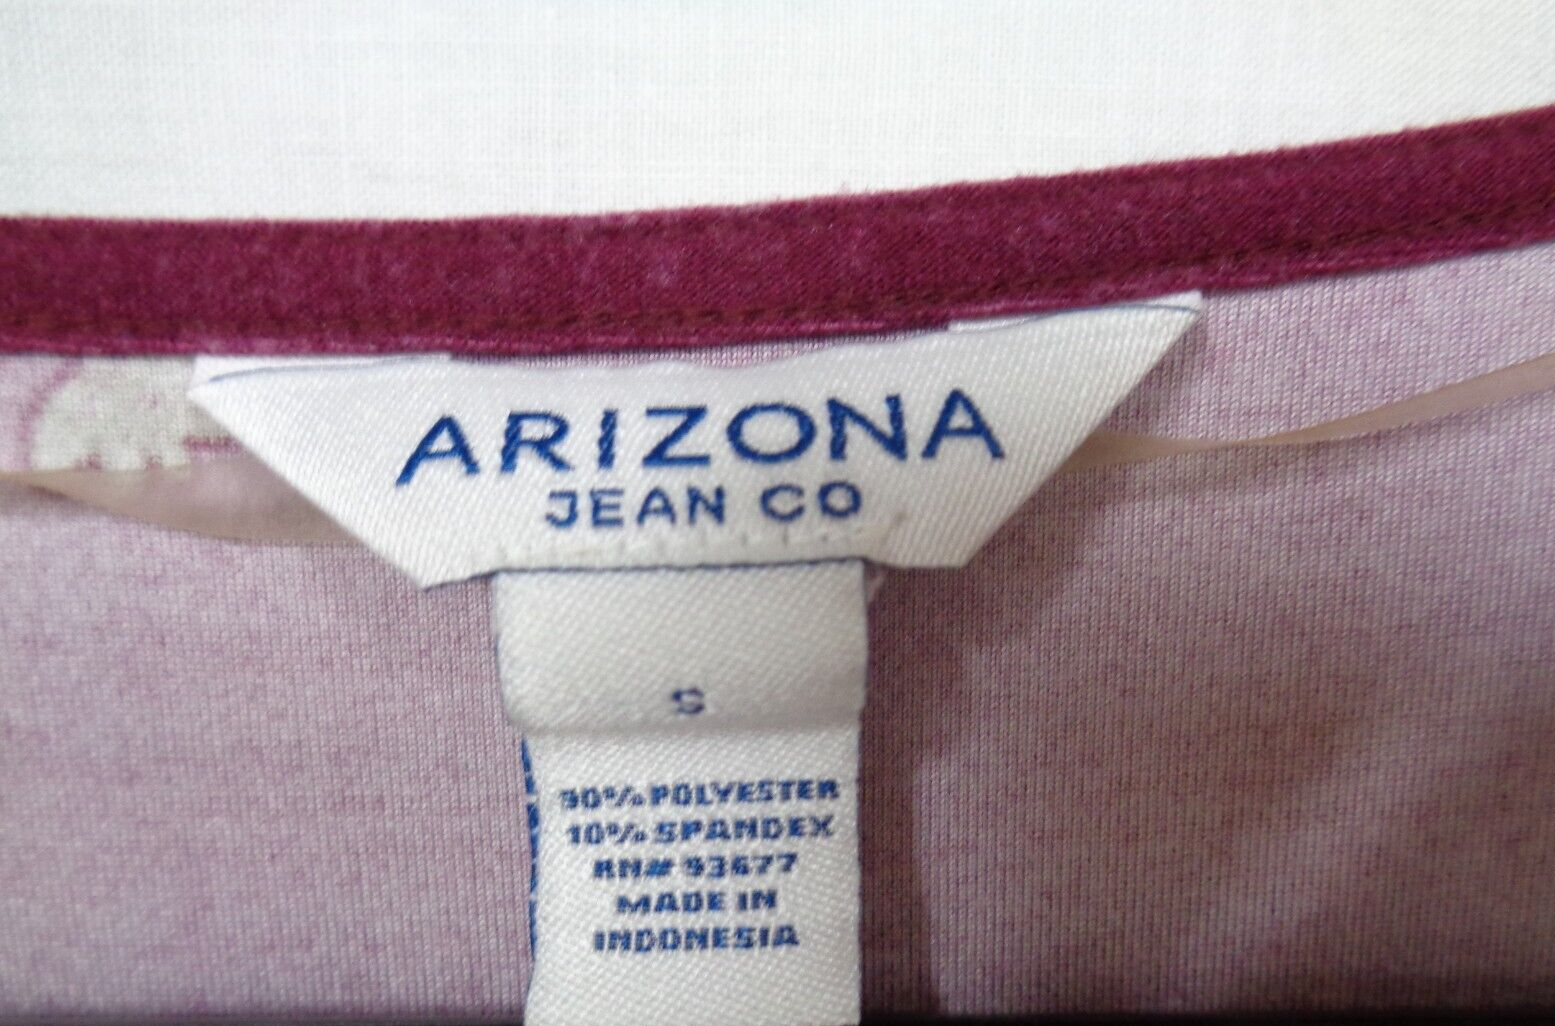 ARIZONA
JEAN CO
S
90% POLYESTER
10% SPANDEX
RN# 93677
MADE IN
INDONESIA